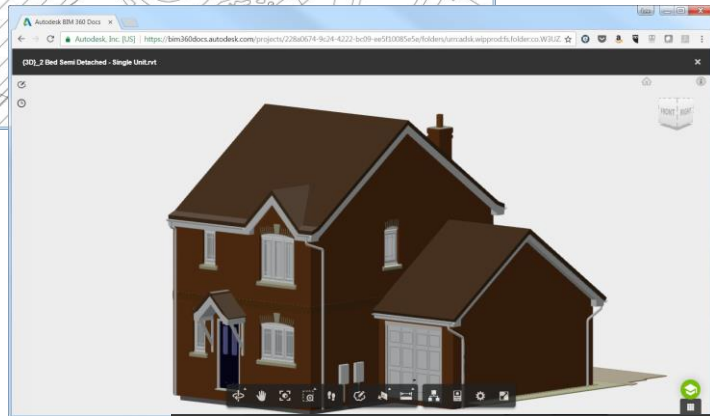 Autodesk BIM 360 Docs
Autodesk, Inc. [US] | https://bim360docs.autodesk.com/projects/228a0674-9c24-4222-bc09-ee5f10085e5e/folders/urn:adsk.wipprod:fs.folder:co.W3UZ
{3D}_2 Bed Semi Detached - Single Unit.rvt
FRONT RIGHT